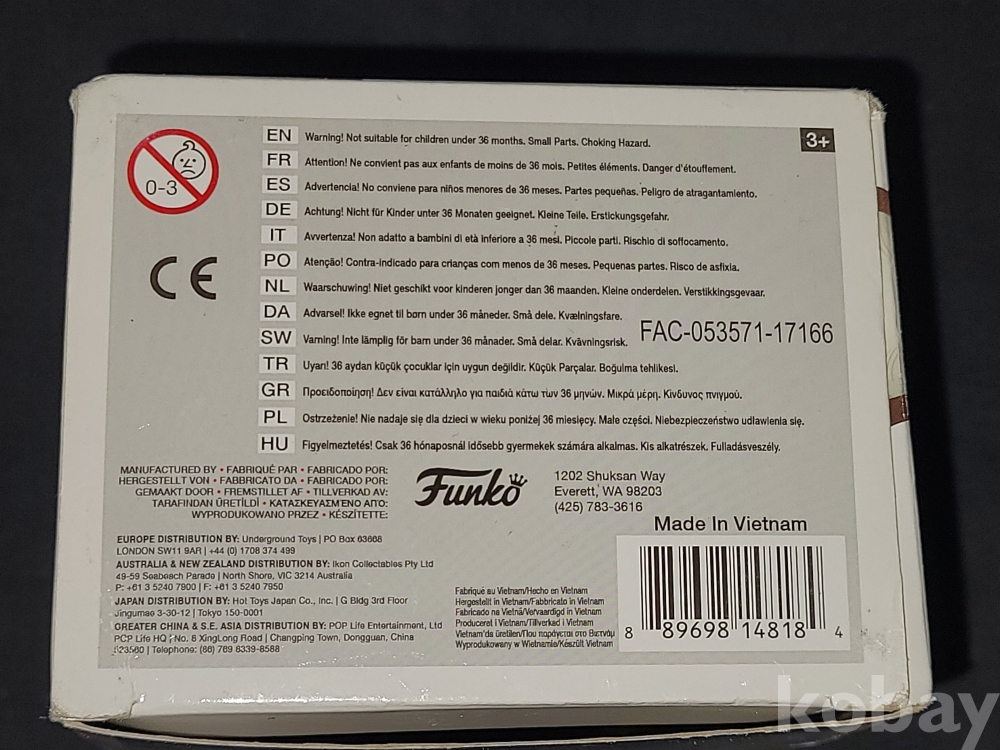 0-3
3+
EN Warning! Not suitable for children under 36 months. Small Parts. Choking Hazard.
FR Attention! Ne convient pas aux enfants de moins de 36 mois. Petites éléments. Danger d'étouffement.
ES Advertencia! No conviene para niños menores de 36 meses. Partes pequeñas. Peligro de atragantamiento.
DE Achtung! Nicht für Kinder unter 36 Monaten geeignet. Kleine Teile. Erstickungsgefahr.
IT Avvertenza! Non adatto a bambini di età inferiore a 36 mesi. Piccole parti. Rischio di soffocamento.
PO Atenção! Contra-indicado para crianças com menos de 36 meses. Pequenas partes. Risco de asfixia.
NL Waarschuwing! Niet geschikt voor kinderen jonger dan 36 maanden. Kleine onderdelen. Verstikkingsgevaar.
DA Advarsel! Ikke egnet til børn under 36 måneder. Små dele. Kvælningsfare.
SW Varning! Inte lämplig för barn under 36 månader. Små delar. Kvävningsrisk.
FAC-053571-17166
TR Uyarı! 36 aydan küçük çocuklar için uygun değildir. Küçük Parçalar. Boğulma tehlikesi.
GR Προειδοποίηση! Δεν είναι κατάλληλο για παιδιά κάτω των 36 μηνών. Μικρά μέρη. Κίνδυνος πνιγμού.
PL Ostrzeżenie! Nie nadaje się dla dzieci w wieku poniżej 36 miesięcy. Małe części. Niebezpieczeństwo udławienia się.
HU Figyelmeztetés! Csak 36 hónaposnál idősebb gyermekek számára alkalmas. Kis alkatrészek. Fulladásveszély.
CE
MANUFACTURED BY • FABRIQUÉ PAR • FABRICADO POR:
HERGESTELLT VON • FABBRICATO DA • FABRICADO POR:
GEMAAKT DOOR • FREMSTILLET AF • TILLVERKAD AV:
TARAFINDAN ÜRETİLDİ • ΚΑΤΑΣΚΕΥΑΣΜΈΝΟ ΑΠΌ:
WYPRODUKOWANO PRZEZ • KÉSZÍTETTE:
Funko
1202 Shuksan Way
Everett, WA 98203
(425) 783-3616
Made In Vietnam
EUROPE DISTRIBUTION BY: Underground Toys | PO Box 63668
LONDON SW11 9AR | +44 (0) 1708 374 499
AUSTRALIA & NEW ZEALAND DISTRIBUTION BY: Ikon Collectables Pty Ltd
49-59 Seabeach Parade | North Shore, VIC 3214 Australia
P: +61 3 5240 7900 | F: +61 3 5240 7950
JAPAN DISTRIBUTION BY: Hot Toys Japan Co., Inc. | G Bldg 3rd Floor
Jingumae 3-30-12 | Tokyo 150-0001
GREATER CHINA & S.E. ASIA DISTRIBUTION BY: POP Life Entertainment, Ltd
POP Life HQ | No. 8 XingLong Road | Changping Town, Dongguan, China
523560 | Telephone: (86) 769 8339-8588
Fabriqué au Vietnam/Hecho en Vietnam
Hergestellt in Vietnam/Fabbricato in Vietnam
Fabricado na Vietnã/Vervaardigd in Vietnam
Produceret i Vietnam/Tillverkad i Vietnam
Vietnam'da üretilen/Που παράγεται στο Βιετνάμ
Wyprodukowany w Wietnamie/Készült Vietnam
8 89698 14818 4
kobay